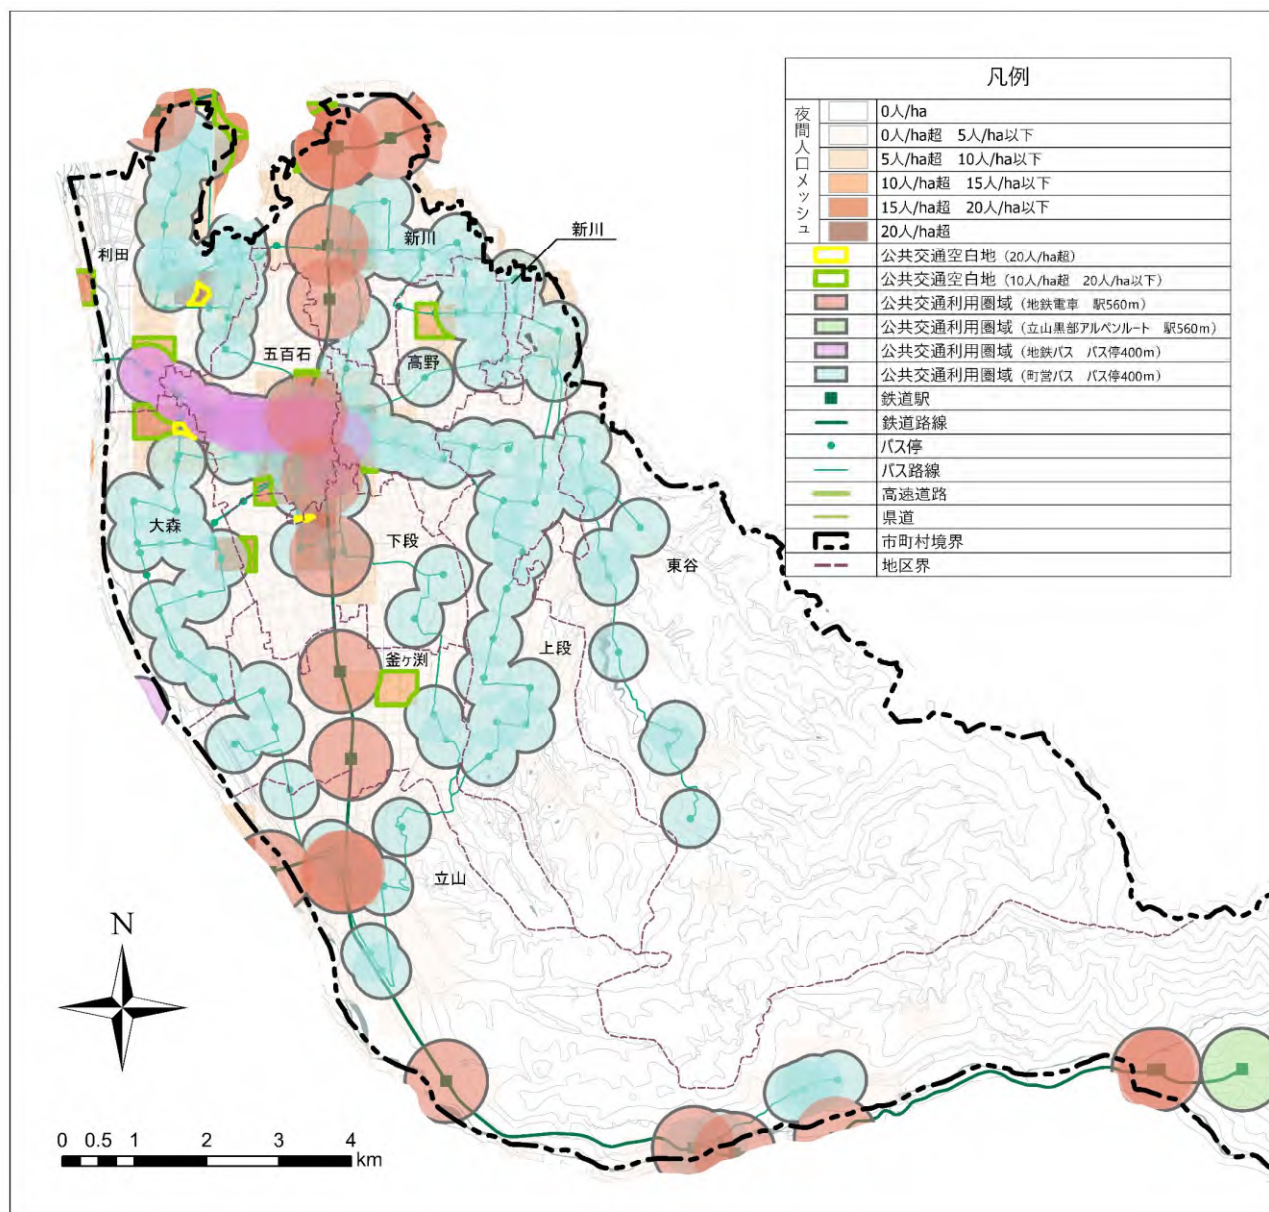 凡例
夜間人口メッシュ
0人/ha
0人/ha超　5人/ha以下
5人/ha超　10人/ha以下
10人/ha超　15人/ha以下
15人/ha超　20人/ha以下
20人/ha超
公共交通空白地（20人/ha超）
公共交通空白地（10人/ha超　20人/ha以下）
公共交通利用圏域（地鉄電車　駅560m）
公共交通利用圏域（立山黒部アルペンルート　駅560m）
公共交通利用圏域（地鉄バス　バス停400m）
公共交通利用圏域（町営バス　バス停400m）
鉄道駅
鉄道路線
バス停
バス路線
高速道路
県道
市町村境界
地区界
利田
新川
新川
五百石
高野
大森
下段
東谷
上段
釜ヶ渕
立山
N
0 0.5 1 2 3 4
km